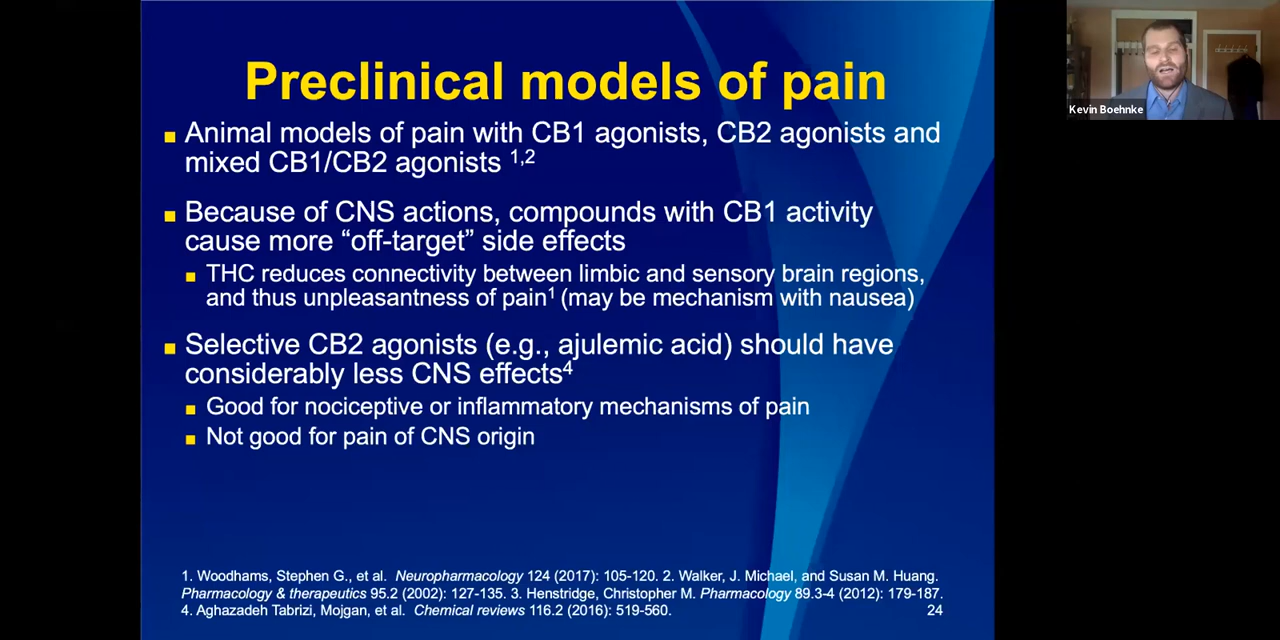 Preclinical models of pain
Kevin Boehnke
■ Animal models of pain with CB1 agonists, CB2 agonists and
mixed CB1/CB2 agonists 1,2
■ Because of CNS actions, compounds with CB1 activity
cause more “off-target” side effects
■ THC reduces connectivity between limbic and sensory brain regions,
and thus unpleasantness of pain1 (may be mechanism with nausea)
■ Selective CB2 agonists (e.g., ajulemic acid) should have
considerably less CNS effects4
■ Good for nociceptive or inflammatory mechanisms of pain
■ Not good for pain of CNS origin
1. Woodhams, Stephen G., et al. Neuropharmacology 124 (2017): 105-120. 2. Walker, J. Michael, and Susan M. Huang.
Pharmacology & therapeutics 95.2 (2002): 127-135. 3. Henstridge, Christopher M. Pharmacology 89.3-4 (2012): 179-187.
4. Aghazadeh Tabrizi, Mojgan, et al. Chemical reviews 116.2 (2016): 519-560.
24